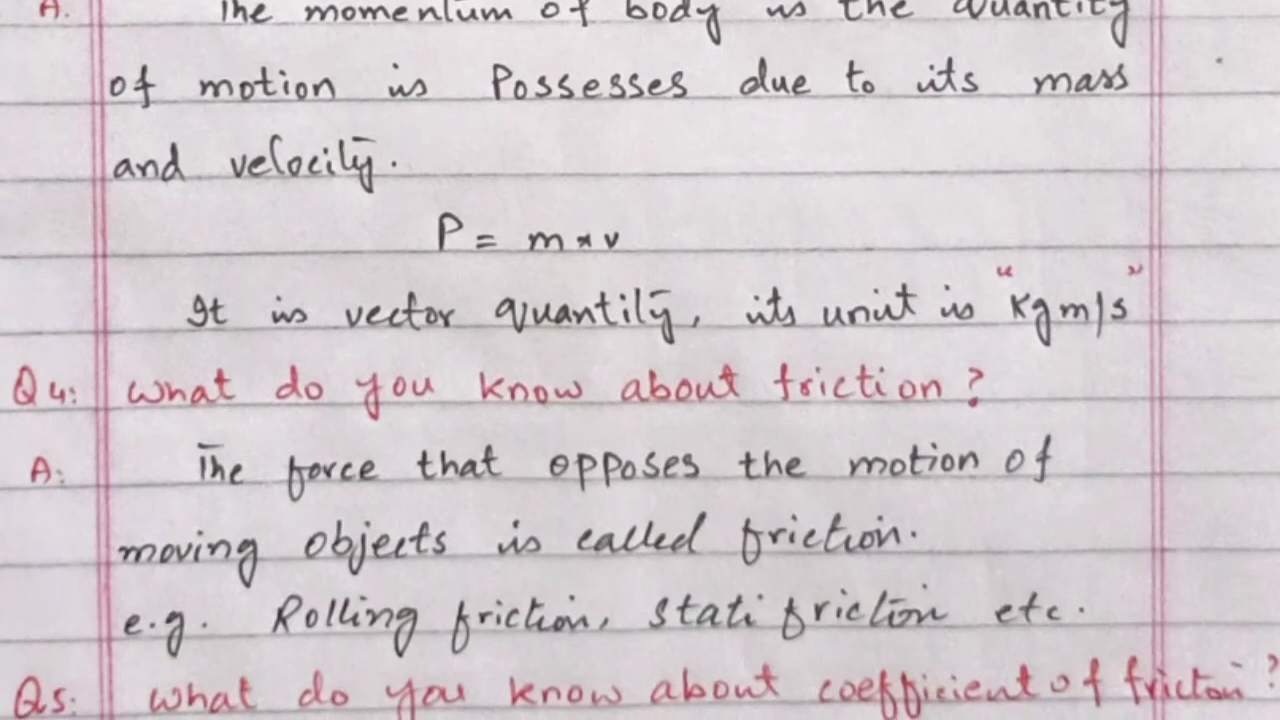 A. The momentum of body is the Quantity
of motion is Possesses due to its mass
and velocity.
P = m × v
It is vector quantity, its unit is "Kgm/s"
Q4: What do you know about friction?
A: The force that opposes the motion of
moving objects is called friction.
e.g. Rolling friction, stati friction etc.
Q5: What do you know about coefficient of friction?